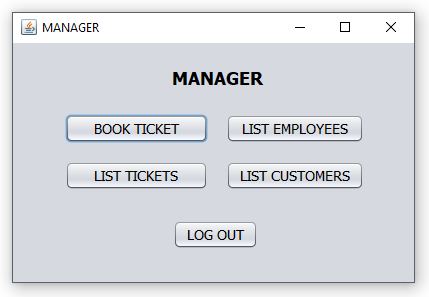 MANAGER
MANAGER
BOOK TICKET
LIST EMPLOYEES
LIST TICKETS
LIST CUSTOMERS
LOG OUT